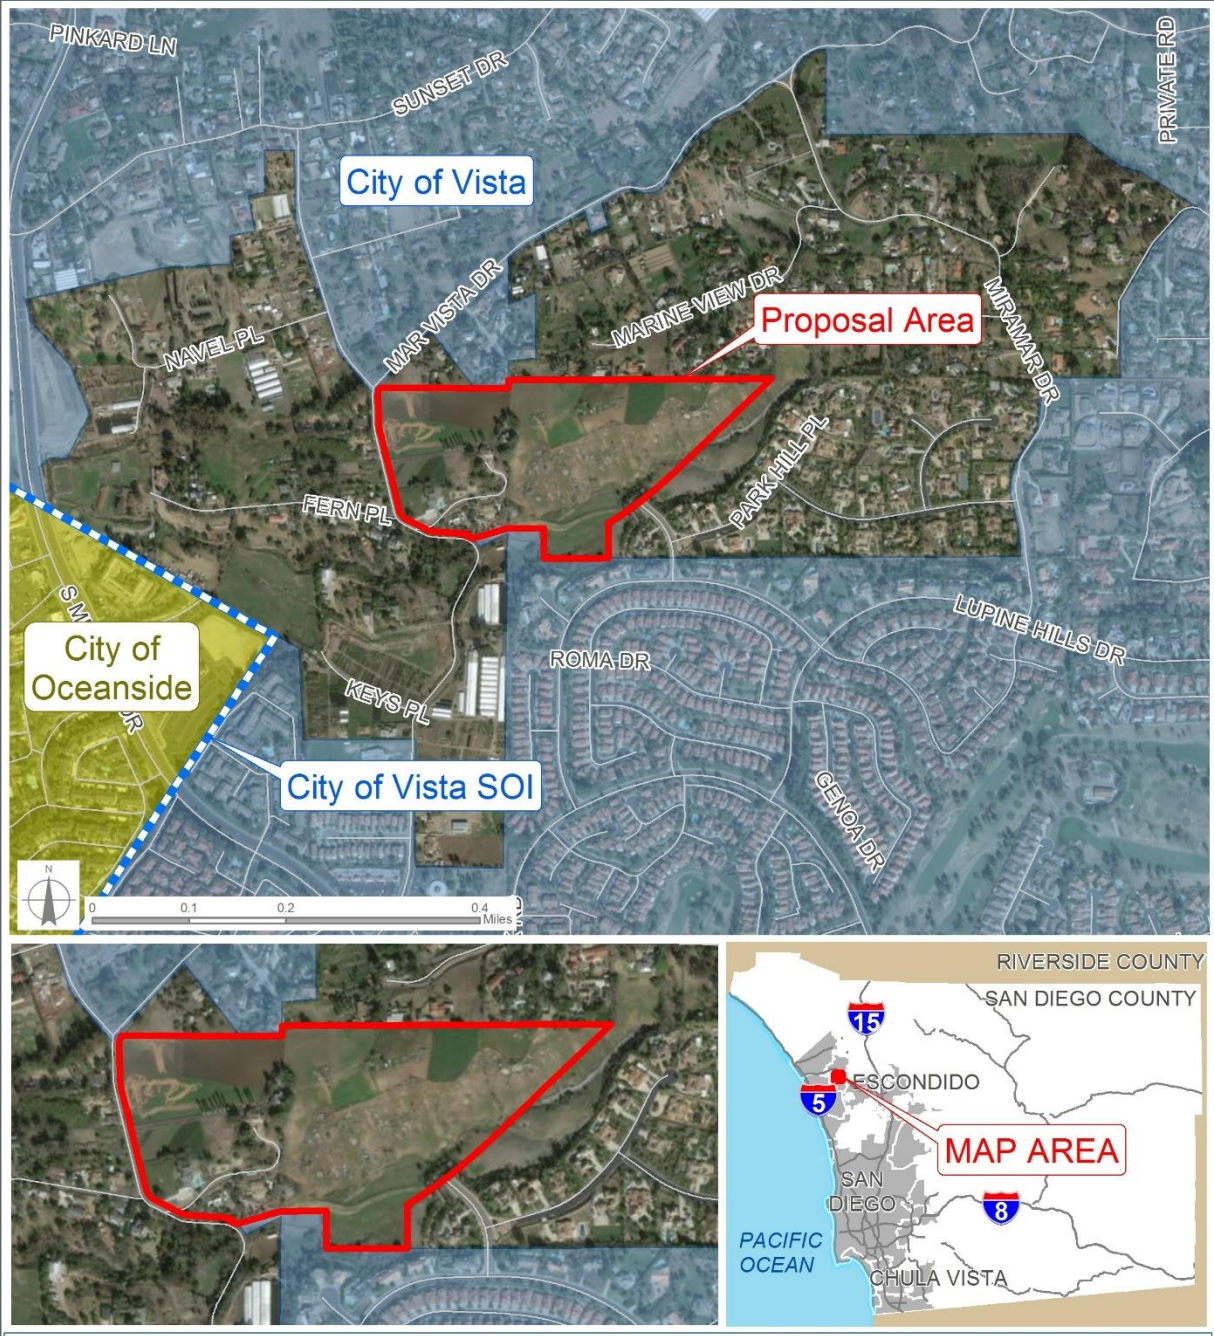 PINKARD LN
SUNSET DR
PRIVATE RD
City of Vista
MAR VISTA DR
MARINE VIEW DR
MIRAMAR DR
Proposal Area
NAVEL PL
PARK HILL PL
FERN PL
S M
DR
City of
Oceanside
LUPINE HILLS DR
ROMA DR
KEYS PL
City of Vista SOI
GENOA DR
N
0 0.1 0.2 0.4
Miles
RIVERSIDE COUNTY
SAN DIEGO COUNTY
15
ESCONDIDO
5
MAP AREA
SAN
DIEGO
8
PACIFIC
OCEAN
CHULA VISTA